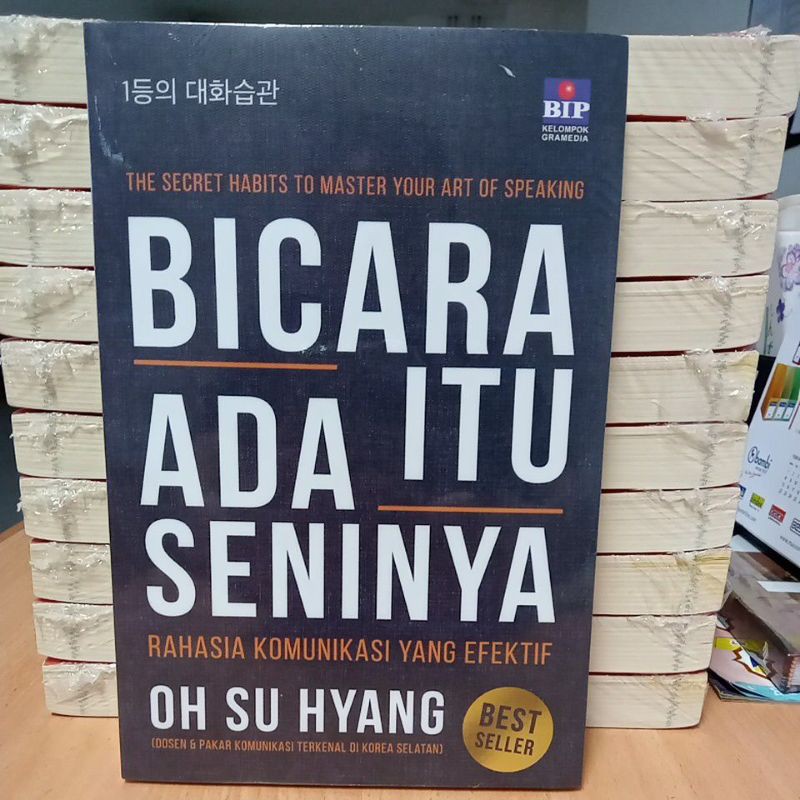 1등의 대화습관
BIP
KELOMPOK
GRAMEDIA
THE SECRET HABITS TO MASTER YOUR ART OF SPEAKING
BICARA
ITU
ADA
SENINYA
RAHASIA KOMUNIKASI YANG EFEKTIF
OH SU HYANG
(DOSEN & PAKAR KOMUNIKASI TERKENAL DI KOREA SELATAN)
BEST
SELLER
bambi